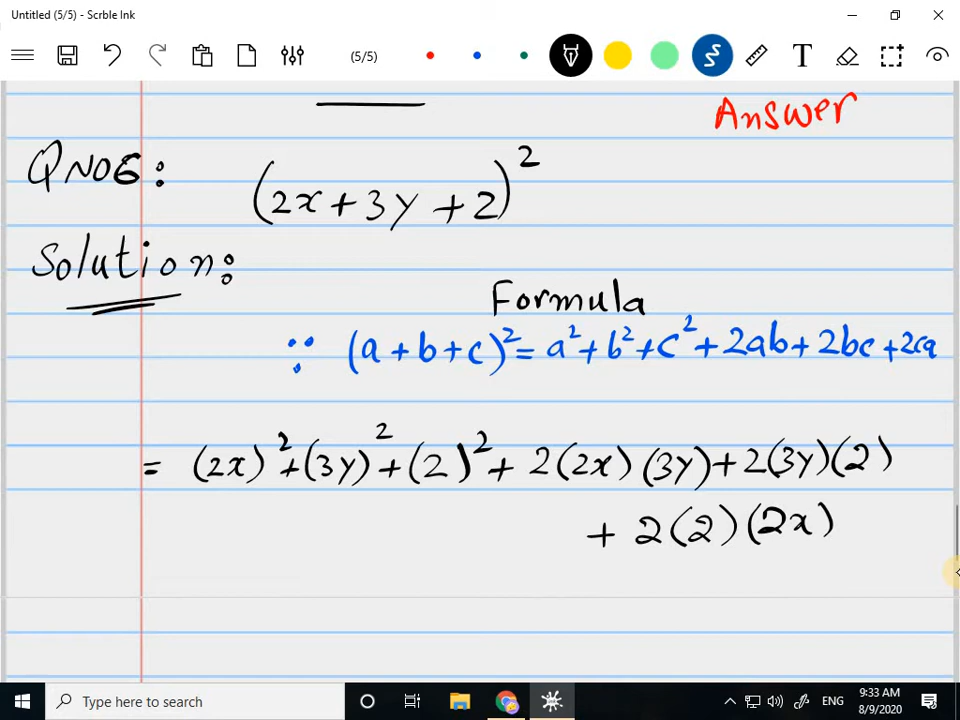 Untitled (5/5) - Scrble Ink
(5/5)
T
Answer
QNO6:
(2x+3y+2)²
Solution:
Formula
∵ (a+b+c)²=a²+b²+c²+2ab+2bc+2ca
= (2x)²+(3y)²+(2)²+2(2x)(3y)+2(3y)(2)
+2(2)(2x)
Type here to search
ENG
9:33 AM
8/9/2020